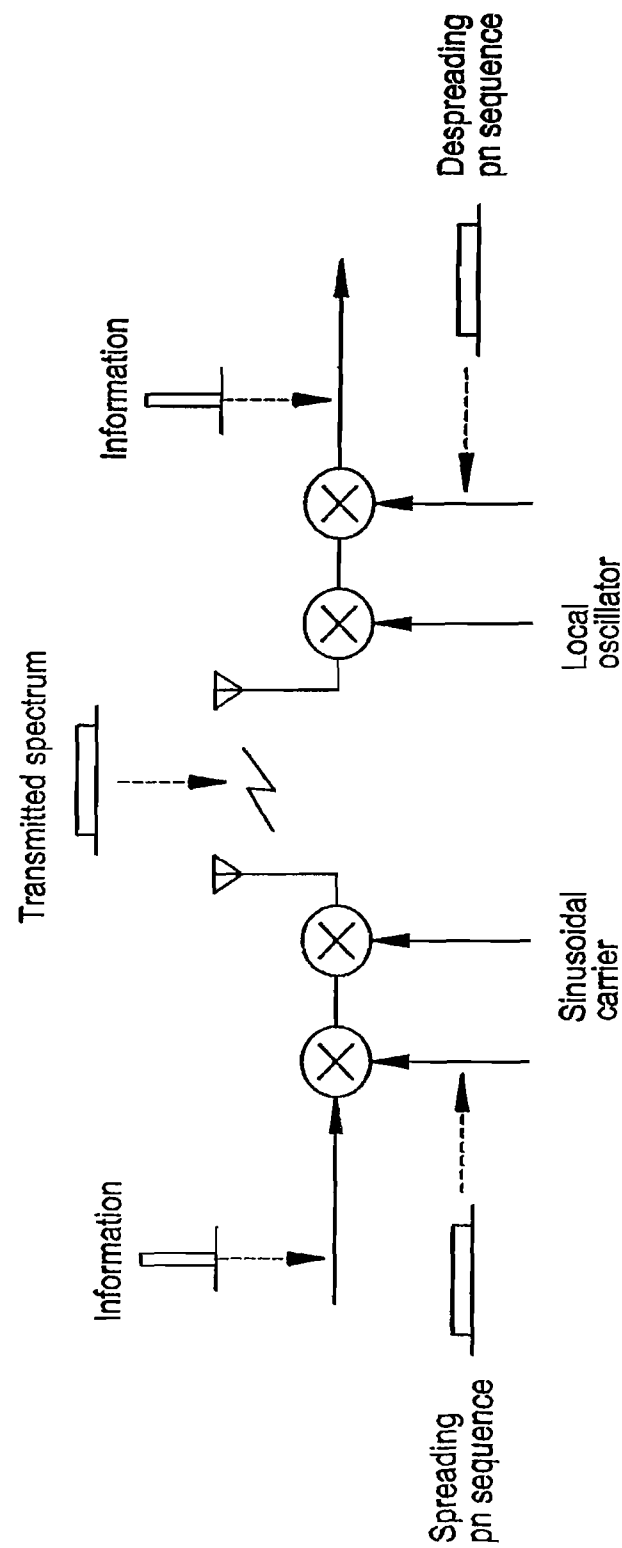 Transmitted spectrum
Information
Information
Spreading
pn sequence
Sinusoidal
carrier
Local
oscillator
Despreading
pn sequence